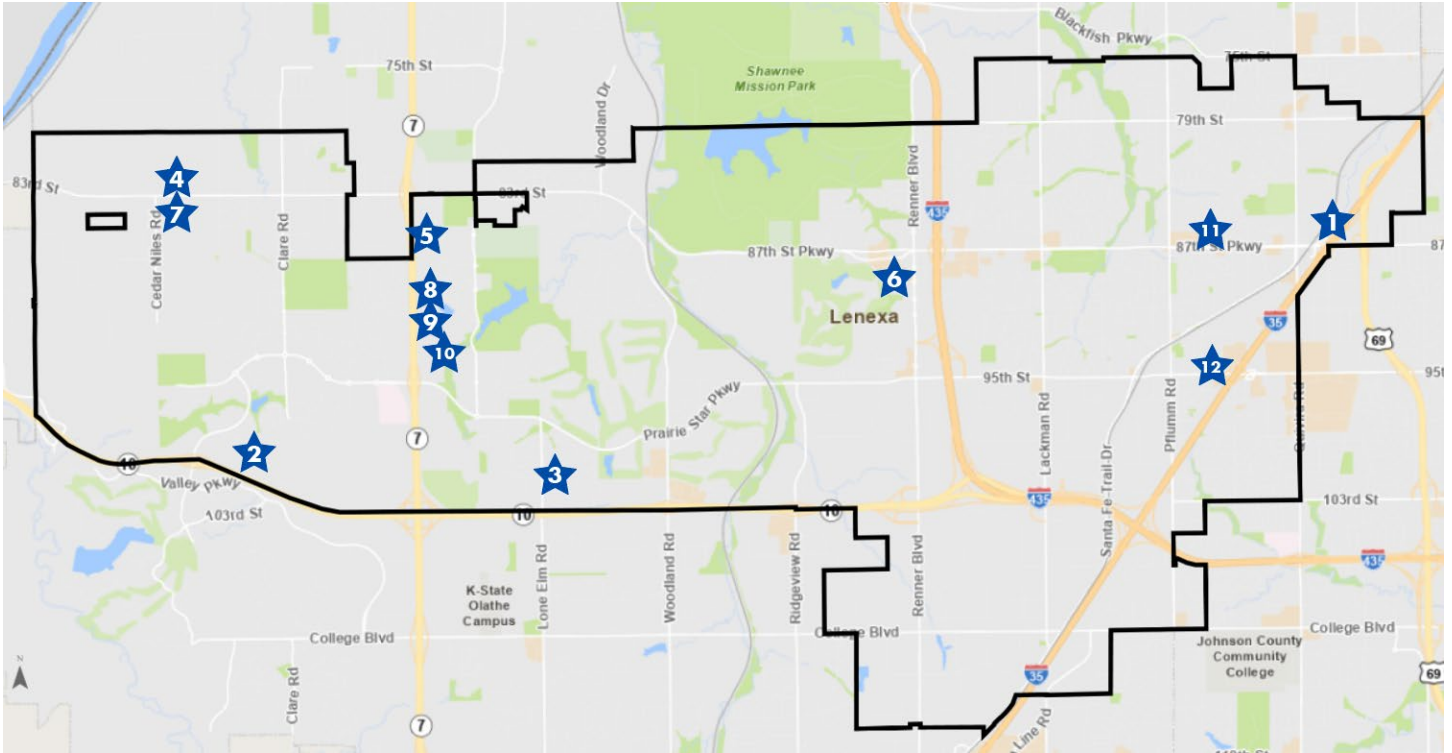 Blackfish Pkwy
75th St
75th St
Shawnee
Mission Park
7
79th St
Woodland Dr
4
83rd St
83rd St
7
Cedar Niles Rd
Clare Rd
5
Renner Blvd
435
11
1
87th St Pkwy
87th St Pkwy
87
8
6
9
Lenexa
35
69
10
12
95th St
95t
Prairie Star Pkwy
Lackman Rd
Pflumm Rd
Quivira Rd
7
2
3
10
Valley Pkwy
103rd St
10
10
435
Santa Fe Trail Dr
103rd St
435
K-State
Olathe
Campus
Lone Elm Rd
Woodland Rd
Ridgeview Rd
Renner Blvd
College Blvd
College Blvd
College Blvd
Johnson County
Community
College
N
Clare Rd
35
69
7
Line Rd